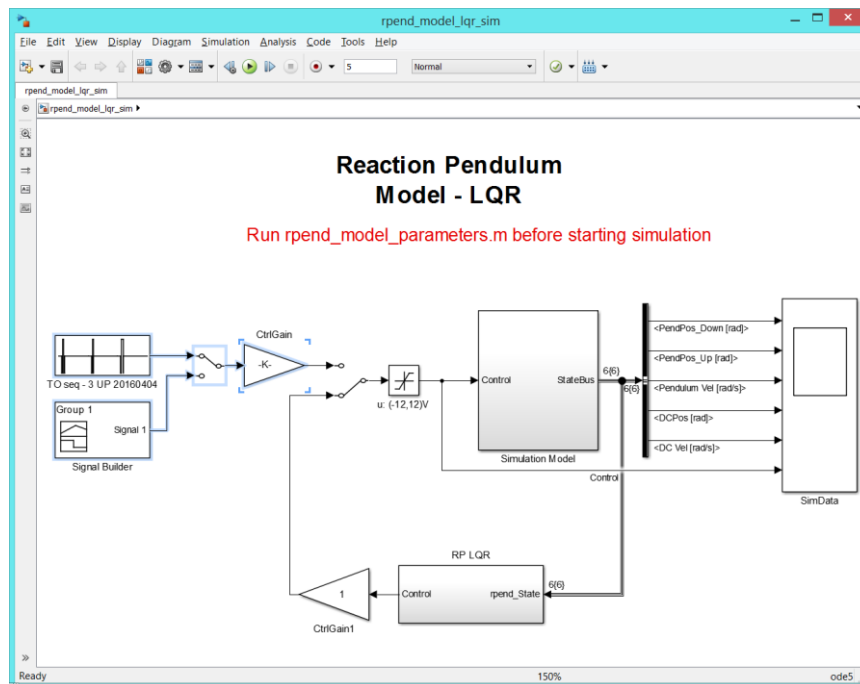 rpend_model_lqr_sim
File Edit View Display Diagram Simulation Analysis Code Tools Help
5
Normal
rpend_model_lqr_sim
rpend_model_lqr_sim
Reaction Pendulum
Model - LQR
Run rpend_model_parameters.m before starting simulation
TO seq - 3 UP 20160404
Group 1
Signal 1
Signal Builder
CtrlGain
-K-
u: (-12,12)V
Control
StateBus
Simulation Model
6{6}
6{6}
<PendPos_Down [rad]>
<PendPos_Up [rad]>
<Pendulum Vel [rad/s]>
<DCPos [rad]>
<DC Vel [rad/s]>
Control
SimData
RP LQR
1
CtrlGain1
Control
rpend_State
6{6}
Ready
150%
ode5